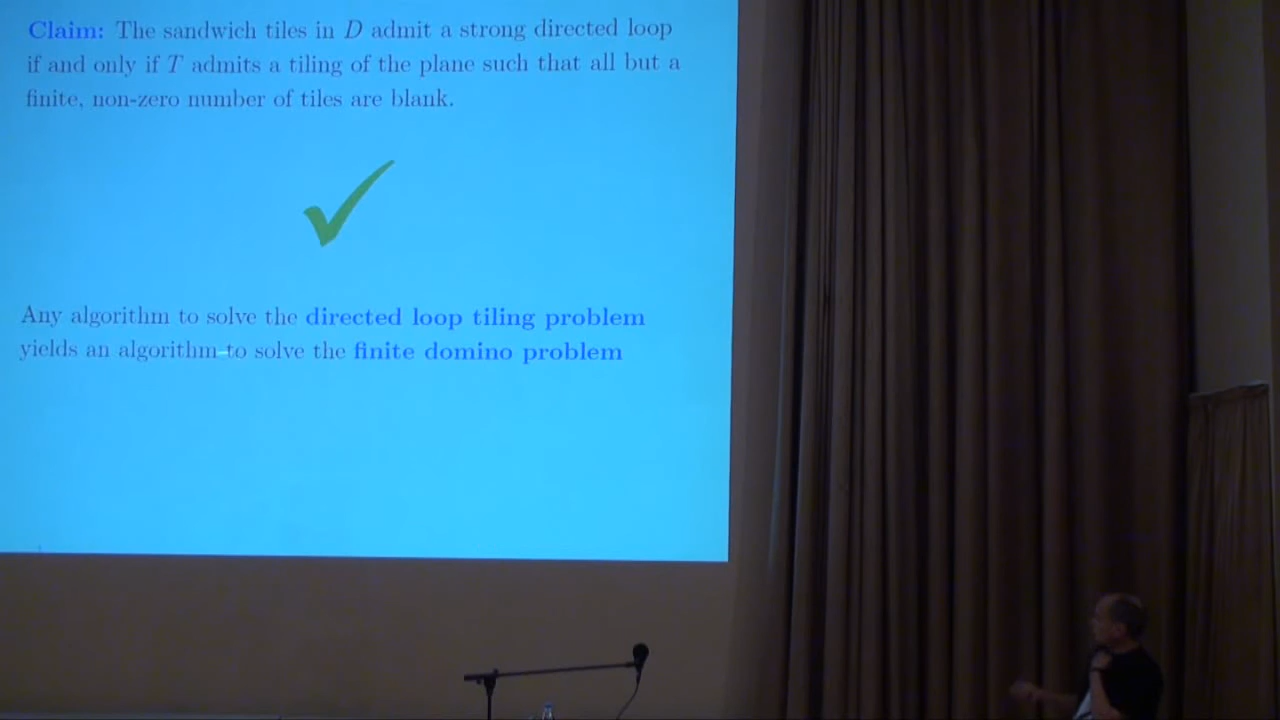 Claim: The sandwich tiles in D admit a strong directed loop
if and only if T admits a tiling of the plane such that all but a
finite, non-zero number of tiles are blank.
Any algorithm to solve the directed loop tiling problem
yields an algorithm to solve the finite domino problem